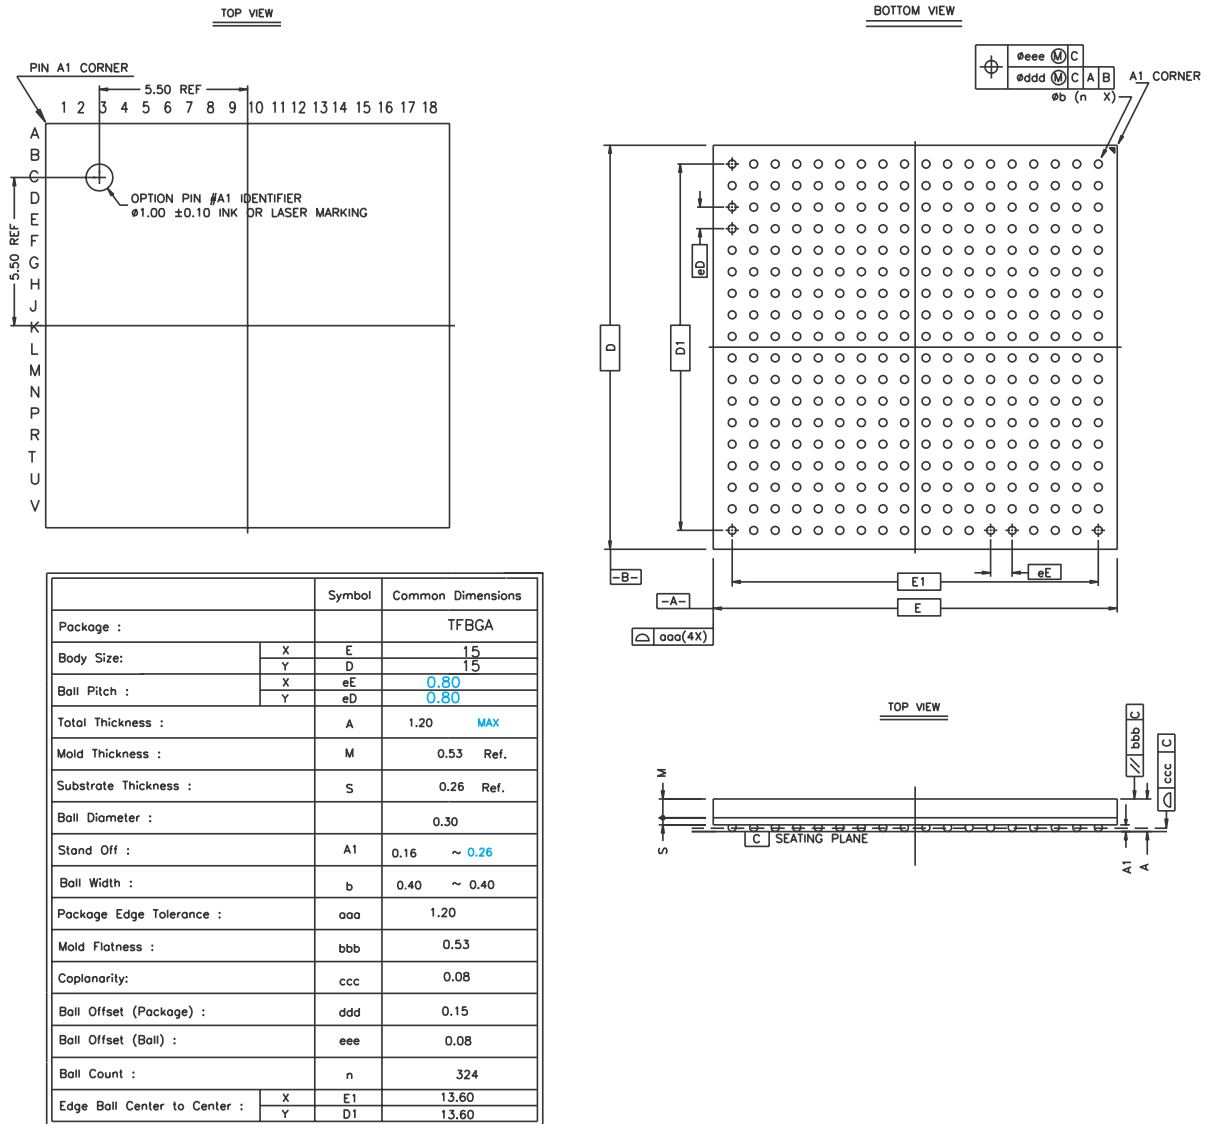 TOP VIEW
PIN A1 CORNER
5.50 REF
1 2 3 4 5 6 7 8 9 10 11 12 13 14 15 16 17 18
A
B
C
D
E
F
G
H
J
K
L
M
N
P
R
T
U
V
5.50 REF
OPTION PIN #A1 IDENTIFIER
ø1.00 ±0.10 INK OR LASER MARKING
BOTTOM VIEW
øeee Ⓜ C
øddd Ⓜ C A B
øb (n X)
A1 CORNER
eD
D
D1
-B-
eE
E1
-A-
E
aaa(4X)
TOP VIEW
// bbb C
ccc C
M
S
C SEATING PLANE
A1
A
Symbol Common Dimensions
Package : TFBGA
Body Size: X E 15
Y D 15
Ball Pitch : X eE 0.80
Y eD 0.80
Total Thickness : A 1.20 MAX
Mold Thickness : M 0.53 Ref.
Substrate Thickness : S 0.26 Ref.
Ball Diameter : 0.30
Stand Off : A1 0.16 ~ 0.26
Ball Width : b 0.40 ~ 0.40
Package Edge Tolerance : aaa 1.20
Mold Flatness : bbb 0.53
Coplanarity: ccc 0.08
Ball Offset (Package) : ddd 0.15
Ball Offset (Ball) : eee 0.08
Ball Count : n 324
Edge Ball Center to Center : X E1 13.60
Y D1 13.60